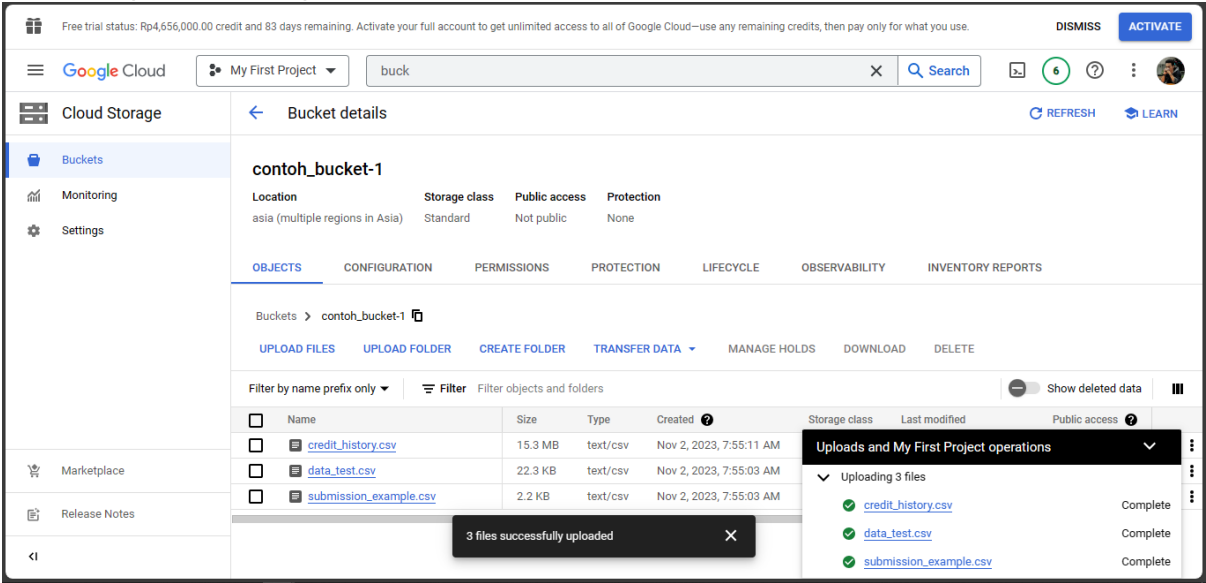 Free trial status: Rp4,656,000.00 credit and 83 days remaining. Activate your full account to get unlimited access to all of Google Cloud—use any remaining credits, then pay only for what you use.
DISMISS
ACTIVATE
Google Cloud
My First Project
buck
Search
6
Cloud Storage
Bucket details
REFRESH
LEARN
Buckets
Monitoring
Settings
Marketplace
Release Notes
contoh_bucket-1
Location Storage class Public access Protection
asia (multiple regions in Asia) Standard Not public None
OBJECTS CONFIGURATION PERMISSIONS PROTECTION LIFECYCLE OBSERVABILITY INVENTORY REPORTS
Buckets > contoh_bucket-1
UPLOAD FILES UPLOAD FOLDER CREATE FOLDER TRANSFER DATA MANAGE HOLDS DOWNLOAD DELETE
Filter by name prefix only Filter Filter objects and folders Show deleted data
Name Size Type Created Storage class Last modified Public access
credit_history.csv 15.3 MB text/csv Nov 2, 2023, 7:55:11 AM
data_test.csv 22.3 KB text/csv Nov 2, 2023, 7:55:03 AM
submission_example.csv 2.2 KB text/csv Nov 2, 2023, 7:55:03 AM
3 files successfully uploaded
Uploads and My First Project operations
Uploading 3 files
credit_history.csv Complete
data_test.csv Complete
submission_example.csv Complete